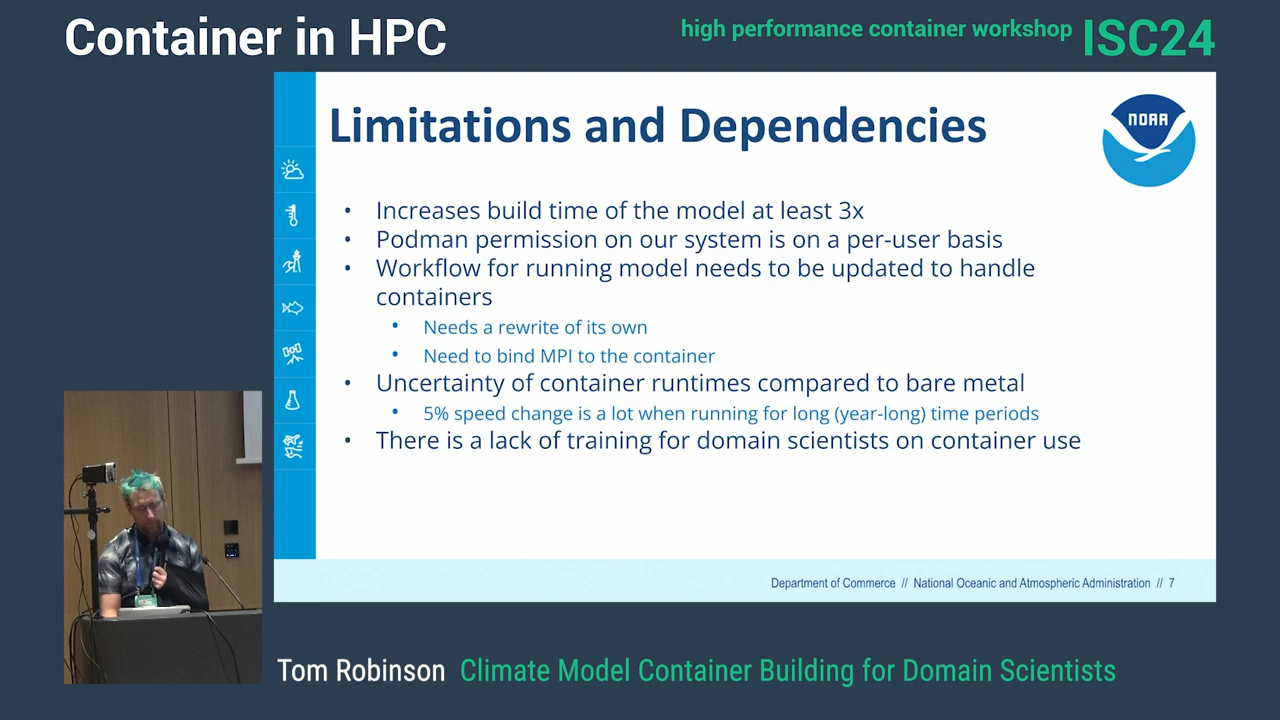 Container in HPC
high performance container workshop ISC24
Limitations and Dependencies
NOAA
• Increases build time of the model at least 3x
• Podman permission on our system is on a per-user basis
• Workflow for running model needs to be updated to handle
containers
• Needs a rewrite of its own
• Need to bind MPI to the container
• Uncertainty of container runtimes compared to bare metal
• 5% speed change is a lot when running for long (year-long) time periods
• There is a lack of training for domain scientists on container use
Department of Commerce // National Oceanic and Atmospheric Administration // 7
Tom Robinson Climate Model Container Building for Domain Scientists